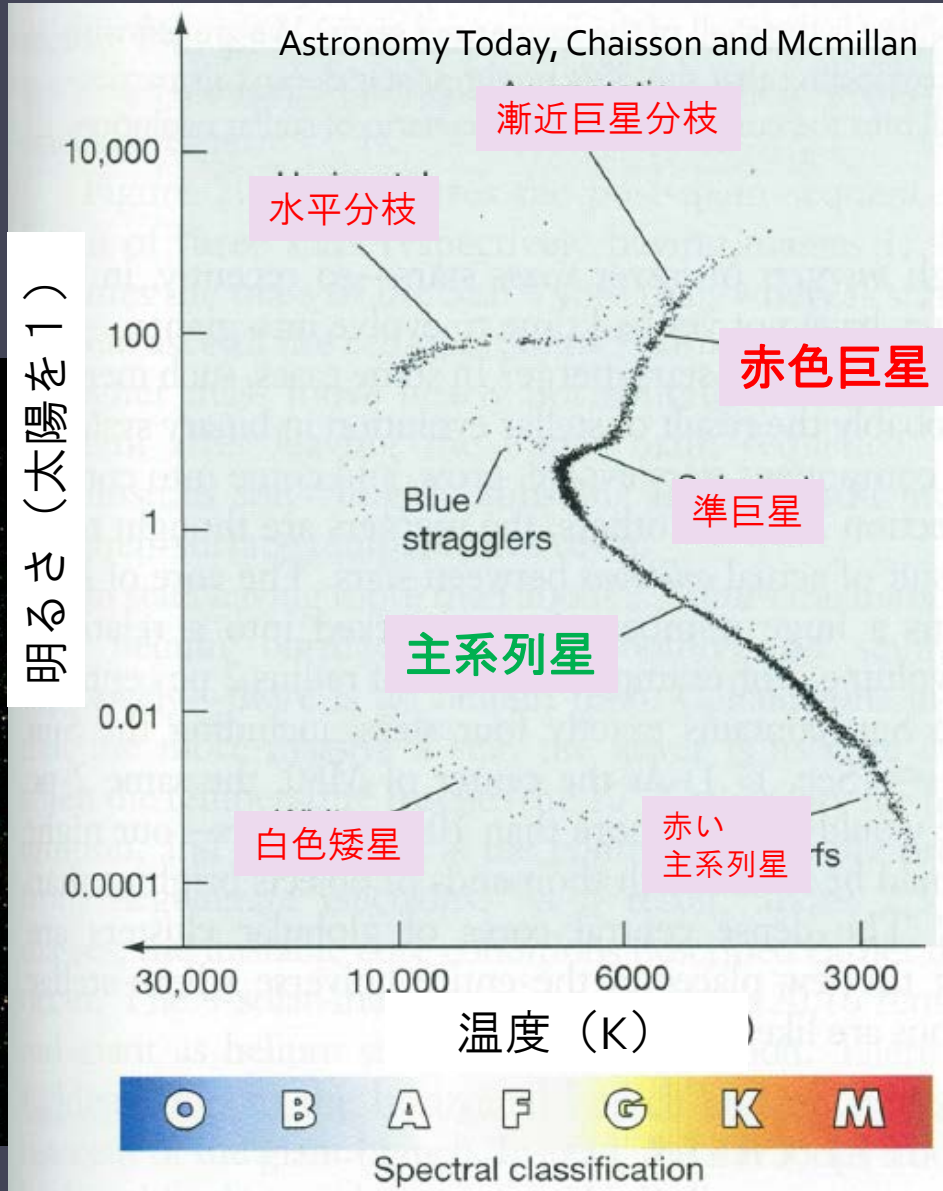 Astronomy Today, Chaisson and Mcmillan
漸近巨星分枝
10,000
水平分枝
明るさ（太陽を１）
100
赤色巨星
Blue
stragglers
準巨星
1
主系列星
0.01
白色矮星
赤い
主系列星
rfs
0.0001
30,000 10.000 6000 3000
温度（K）
)
O B A F G K M
Spectral classification